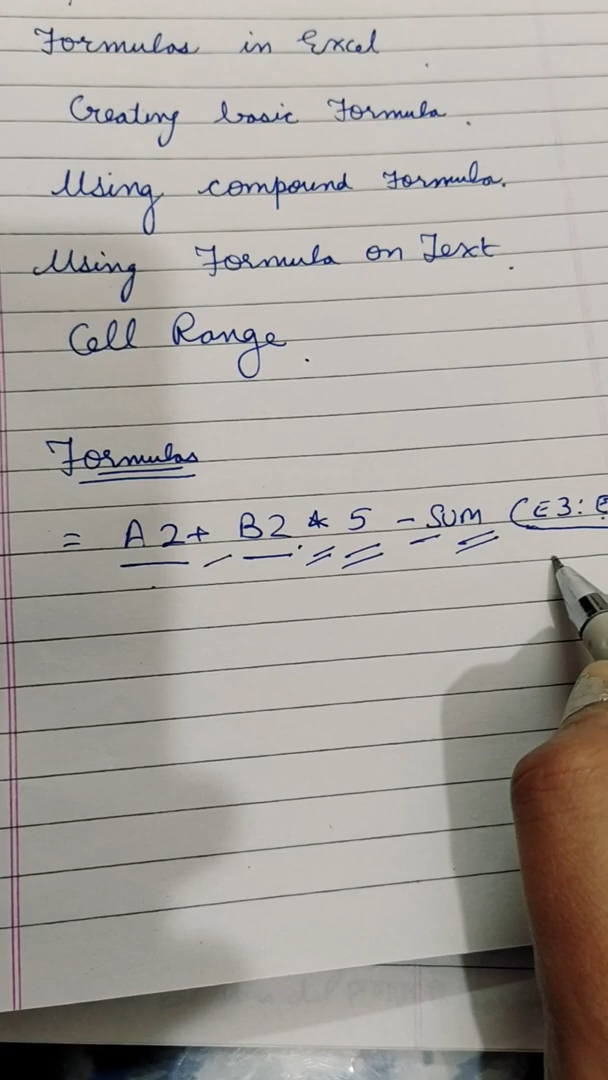 Formulas in Excel
Creating basic Formula.
Using compound Formula.
Using Formula on Text.
Cell Range.
Formulas
= A2+ B2 * 5 - SUM (E3: E